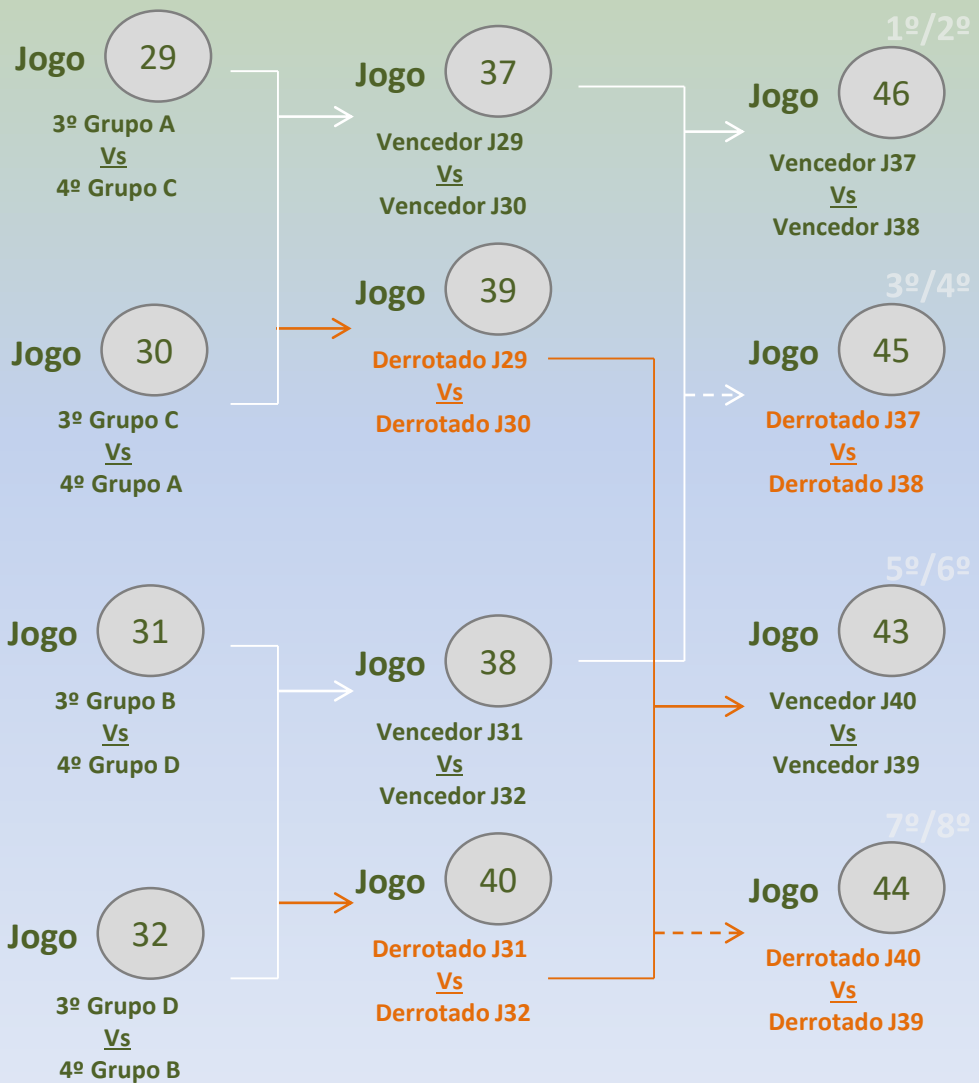 Jogo 29
3º Grupo A
Vs
4º Grupo C
Jogo 30
3º Grupo C
Vs
4º Grupo A
Jogo 31
3º Grupo B
Vs
4º Grupo D
Jogo 32
3º Grupo D
Vs
4º Grupo B
Jogo 37
Vencedor J29
Vs
Vencedor J30
Jogo 39
Derrotado J29
Vs
Derrotado J30
Jogo 38
Vencedor J31
Vs
Vencedor J32
Jogo 40
Derrotado J31
Vs
Derrotado J32
1º/2º
Jogo 46
Vencedor J37
Vs
Vencedor J38
3º/4º
Jogo 45
Derrotado J37
Vs
Derrotado J38
5º/6º
Jogo 43
Vencedor J40
Vs
Vencedor J39
7º/8º
Jogo 44
Derrotado J40
Vs
Derrotado J39